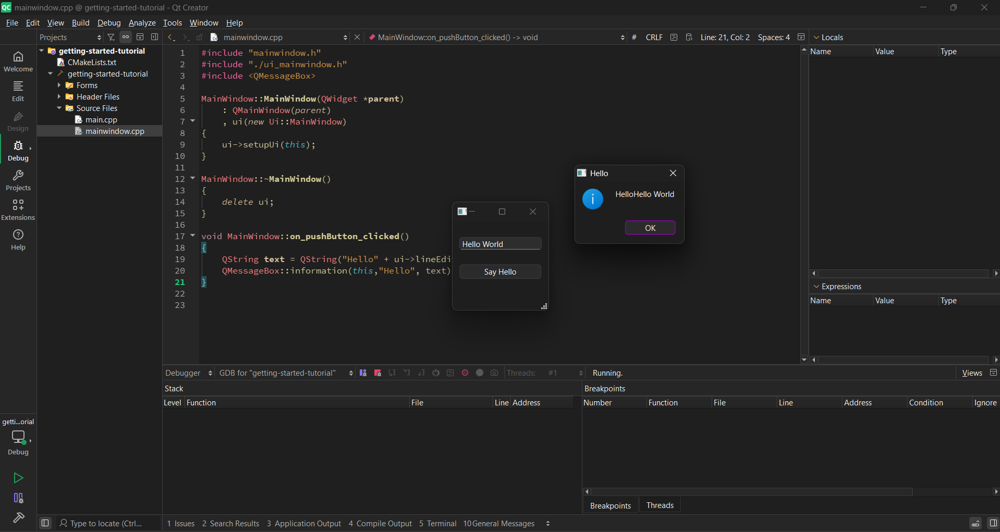 QC mainwindow.cpp @ getting-started-tutorial - Qt Creator
File Edit View Build Debug Analyze Tools Window Help
Projects
mainwindow.cpp
MainWindow::on_pushButton_clicked() -> void
# CRLF Line: 21, Col: 2 Spaces: 4
Locals
Name Value Type
Welcome
Edit
Design
Debug
Projects
Extensions
Help
getting-started-tutorial
CMakeLists.txt
getting-started-tutorial
Forms
Header Files
Source Files
main.cpp
mainwindow.cpp
1 #include "mainwindow.h"
2 #include "./ui_mainwindow.h"
3 #include <QMessageBox>
4
5 MainWindow::MainWindow(QWidget *parent)
6 : QMainWindow(parent)
7 , ui(new Ui::MainWindow)
8 {
9 ui->setupUi(this);
10 }
11
12 MainWindow::~MainWindow()
13 {
14 delete ui;
15 }
16
17 void MainWindow::on_pushButton_clicked()
18 {
19 QString text = QString("Hello" + ui->lineEdi
20 QMessageBox::information(this,"Hello", text)
21 }
22
23
Hello World
Say Hello
Hello
HelloHello World
OK
Expressions
Name Value Type
Debugger GDB for "getting-started-tutorial" Threads: #1 Running. Views
Stack
Level Function File Line Address
Breakpoints
Number Function File Line Address Condition Ignore
Breakpoints Threads
getti...orial
Debug
Type to locate (Ctrl... 1 Issues 2 Search Results 3 Application Output 4 Compile Output 5 Terminal 10 General Messages